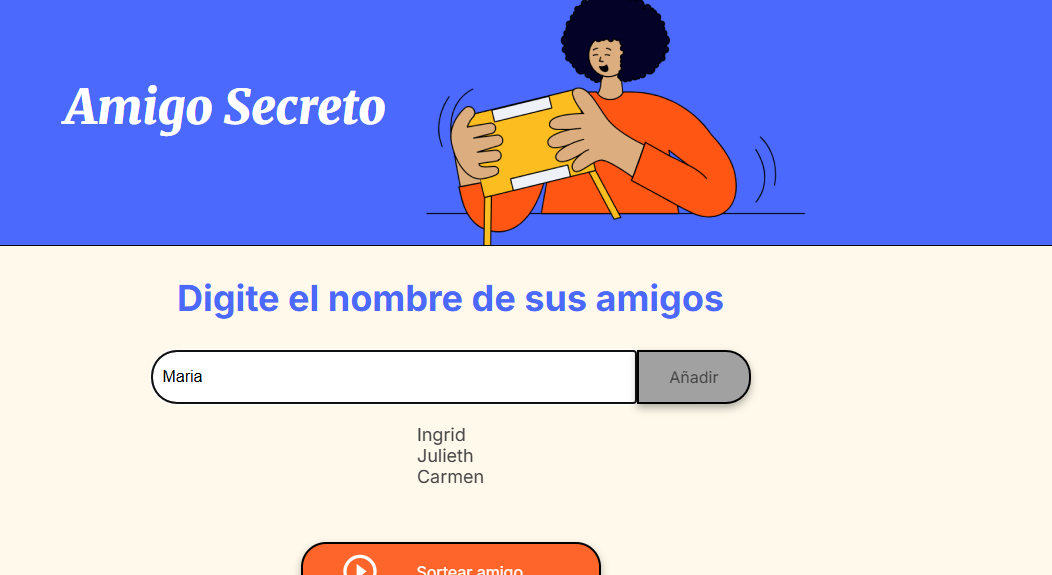 Amigo Secreto
Digite el nombre de sus amigos
Maria
Añadir
Ingrid
Julieth
Carmen
Sortear amigo